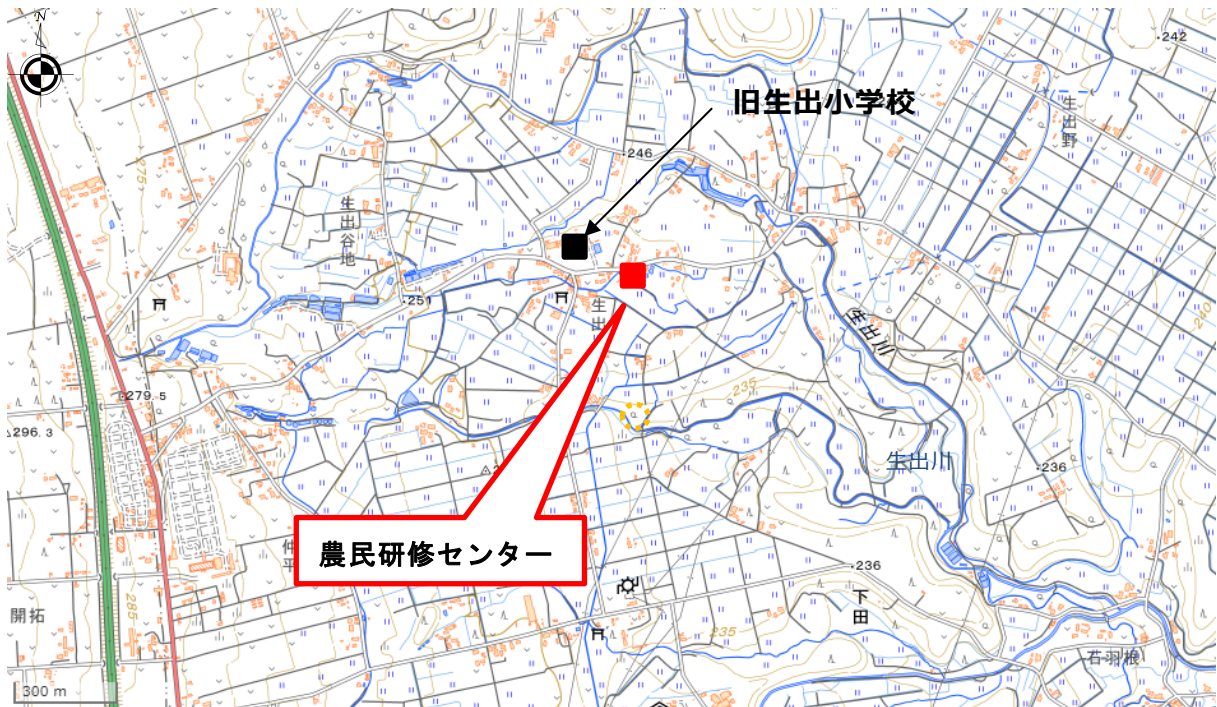 N
242
旧生出小学校
生出野
246
275
生出谷地
251
生出
生出川
240
279.5
235
296.3
生出川
236
農民研修センター
仲平
236
下田
285
開拓
235
石羽根
300 m